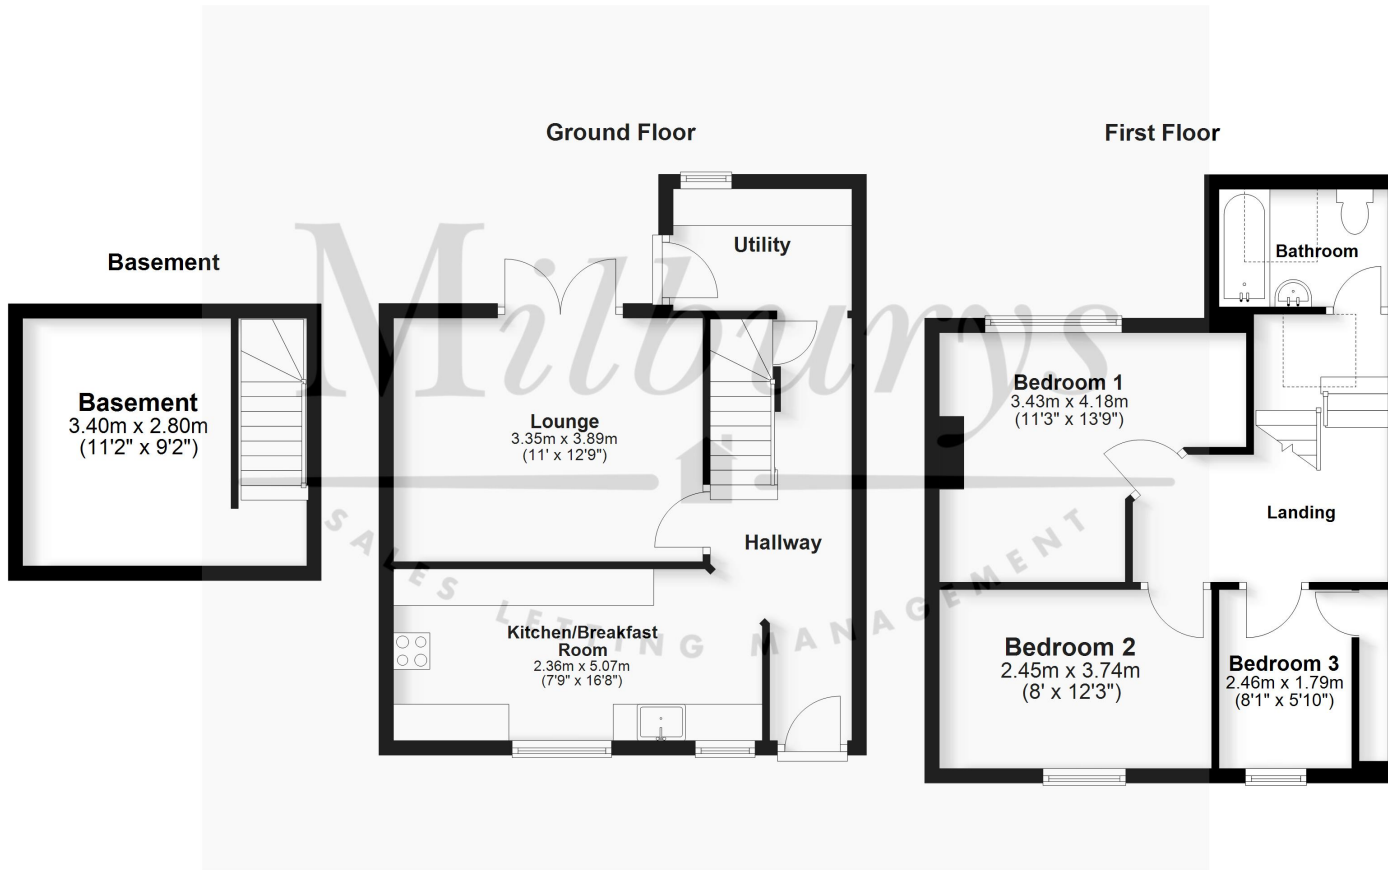 Ground Floor
First Floor
Basement
Utility
Bathroom
Milburys
Basement
3.40m x 2.80m
(11'2" x 9'2")
Lounge
3.35m x 3.89m
(11' x 12'9")
Bedroom 1
3.43m x 4.18m
(11'3" x 13'9")
Landing
Hallway
SALES LETTING MANAGEMENT
Kitchen/Breakfast
Room
2.36m x 5.07m
(7'9" x 16'8")
Bedroom 2
2.45m x 3.74m
(8' x 12'3")
Bedroom 3
2.46m x 1.79m
(8'1" x 5'10")